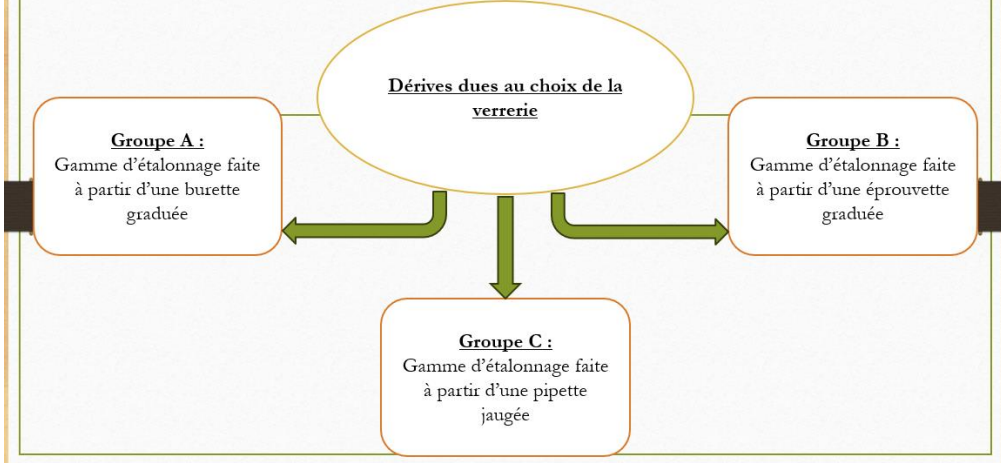 Dérives dues au choix de la
verrerie
Groupe A :
Gamme d'étalonnage faite
à partir d'une burette
graduée
Groupe B :
Gamme d'étalonnage faite
à partir d'une éprouvette
graduée
Groupe C :
Gamme d'étalonnage faite
à partir d'une pipette
jaugée